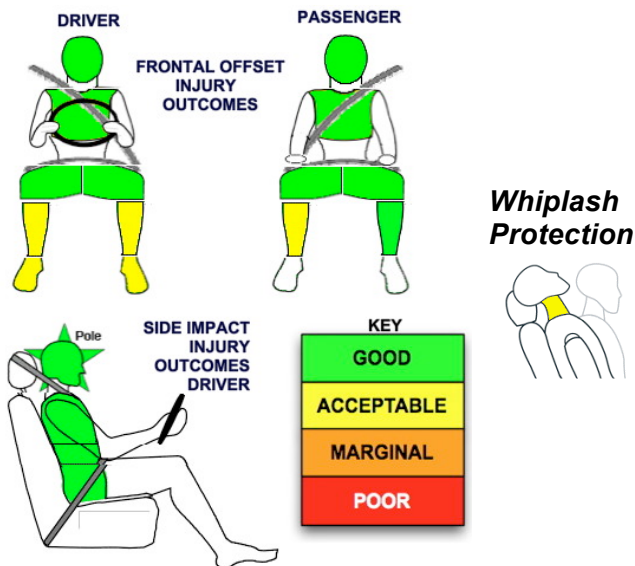 DRIVER
PASSENGER
FRONTAL OFFSET
INJURY
OUTCOMES
Whiplash
Protection
Pole
SIDE IMPACT
INJURY
OUTCOMES
DRIVER
KEY
GOOD
ACCEPTABLE
MARGINAL
POOR